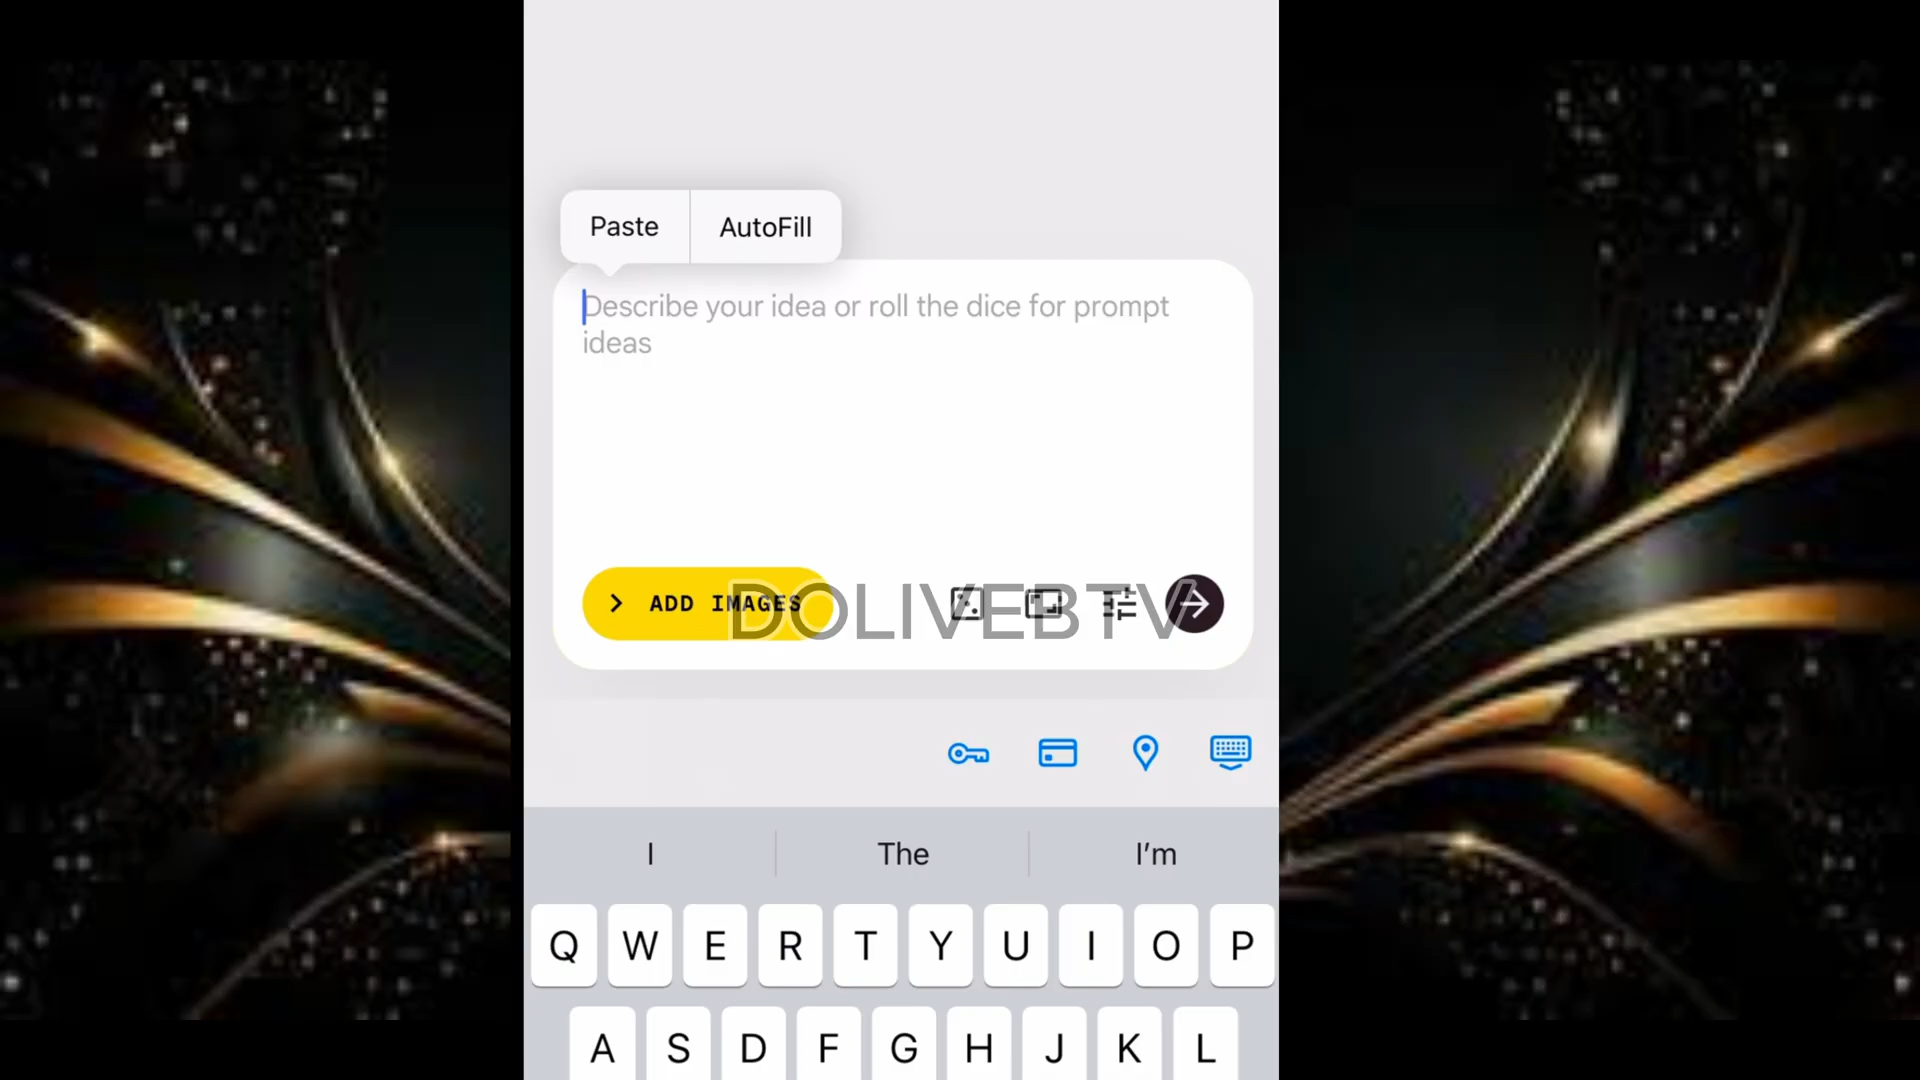 Paste AutoFill
Describe your idea or roll the dice for prompt
ideas
ADD IMAGES
DOLIVEBTV
I The I’m
Q W E R T Y U I O P
A S D F G H J K L